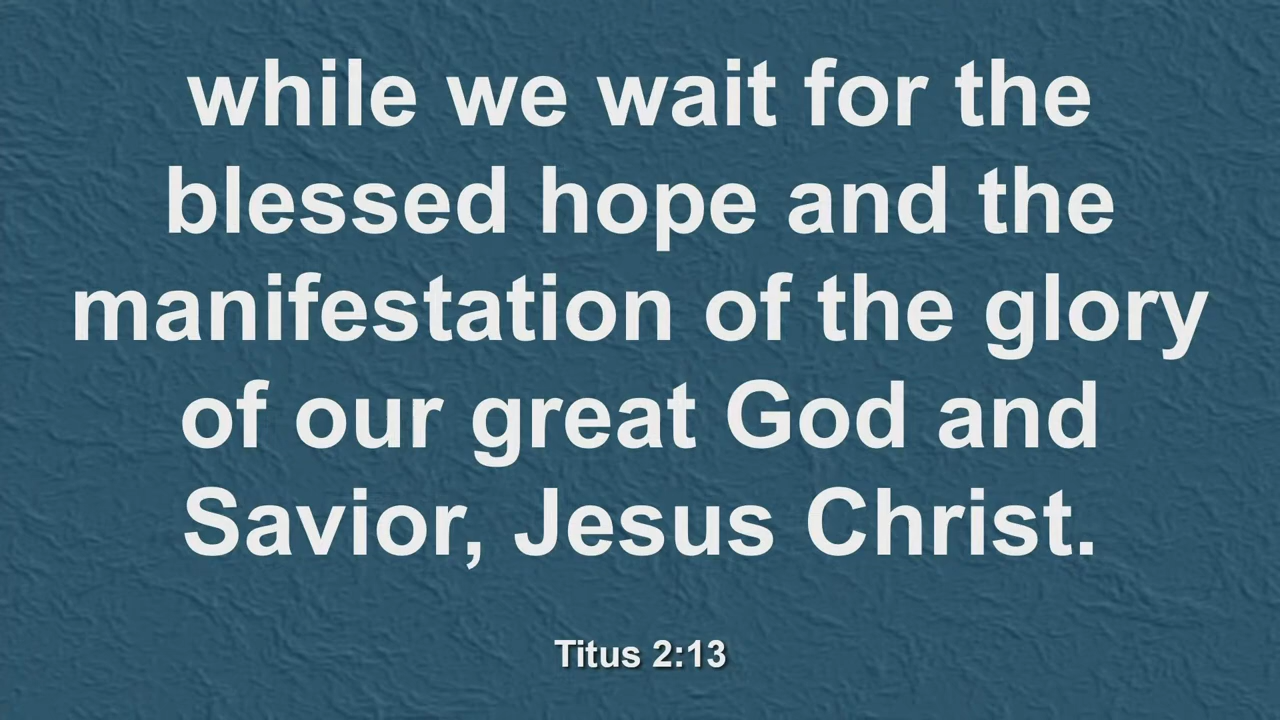 while we wait for the
blessed hope and the
manifestation of the glory
of our great God and
Savior, Jesus Christ.
Titus 2:13